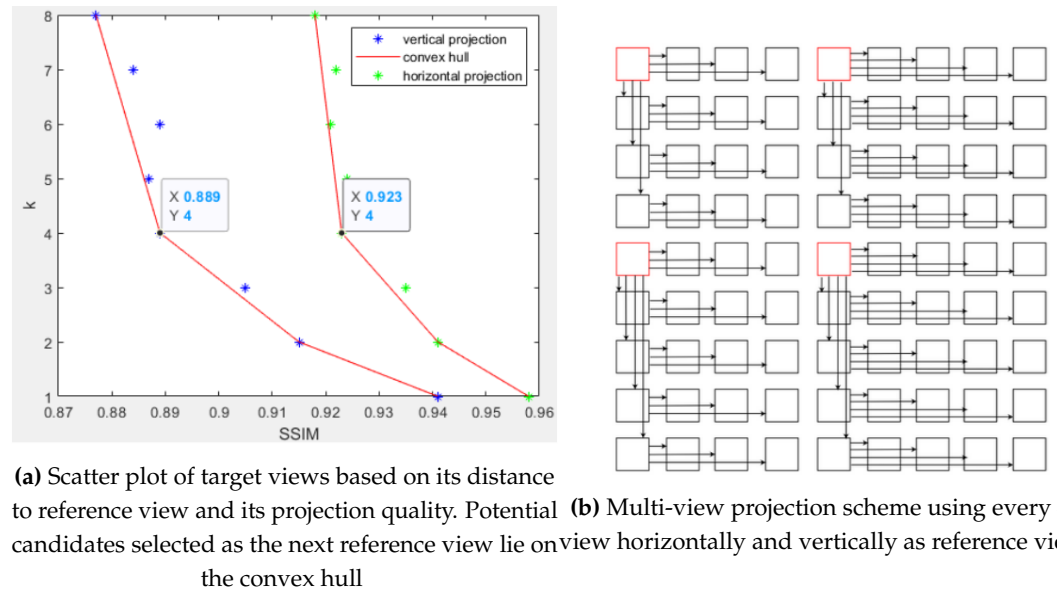 8
7
6
5
4
3
2
1
k
0.87
0.88
0.89
0.9
0.91
0.92
0.93
0.94
0.95
0.96
SSIM
vertical projection
convex hull
horizontal projection
X 0.889
Y 4
X 0.923
Y 4
(a) Scatter plot of target views based on its distance
to reference view and its projection quality. Potential
candidates selected as the next reference view lie on
the convex hull
(b) Multi-view projection scheme using every
view horizontally and vertically as reference vie